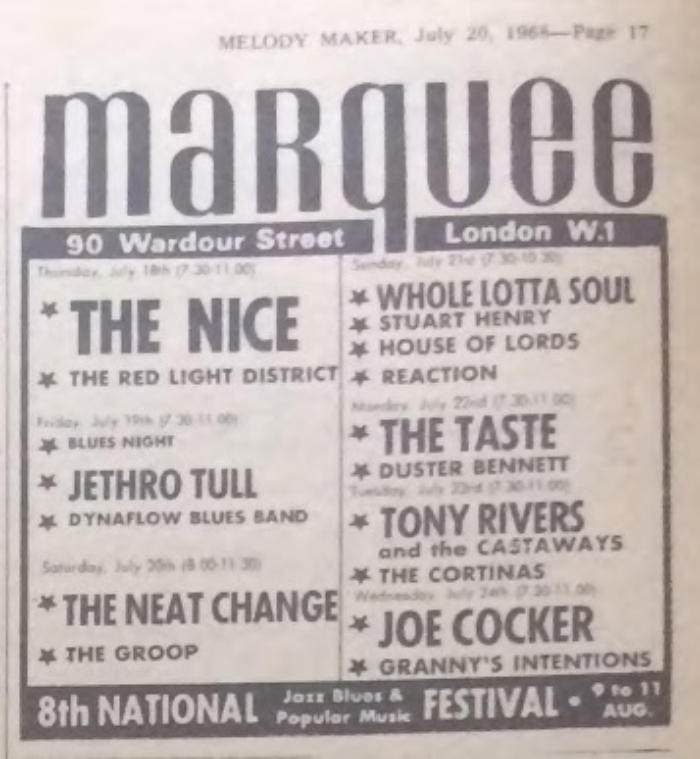 MELODY MAKER, July 20, 1968—Page 17
marquee
90 Wardour Street
London W.1
Thursday, July 18th (7.30-11.00)
THE NICE
THE RED LIGHT DISTRICT
Friday, July 19th (7.30-11.00)
BLUES NIGHT
JETHRO TULL
DYNAFLOW BLUES BAND
Saturday, July 20th (8.00-11.30)
THE NEAT CHANGE
THE GROOP
Sunday, July 21st (7.30-10.30)
WHOLE LOTTA SOUL
STUART HENRY
HOUSE OF LORDS
REACTION
Monday, July 22nd (7.30-11.00)
THE TASTE
DUSTER BENNETT
Tuesday, July 23rd (7.30-11.00)
TONY RIVERS
and the CASTAWAYS
THE CORTINAS
Wednesday, July 24th (7.30-11.00)
JOE COCKER
GRANNY'S INTENTIONS
8th NATIONAL Jazz Blues & Popular Music FESTIVAL • 9 to 11 AUG.